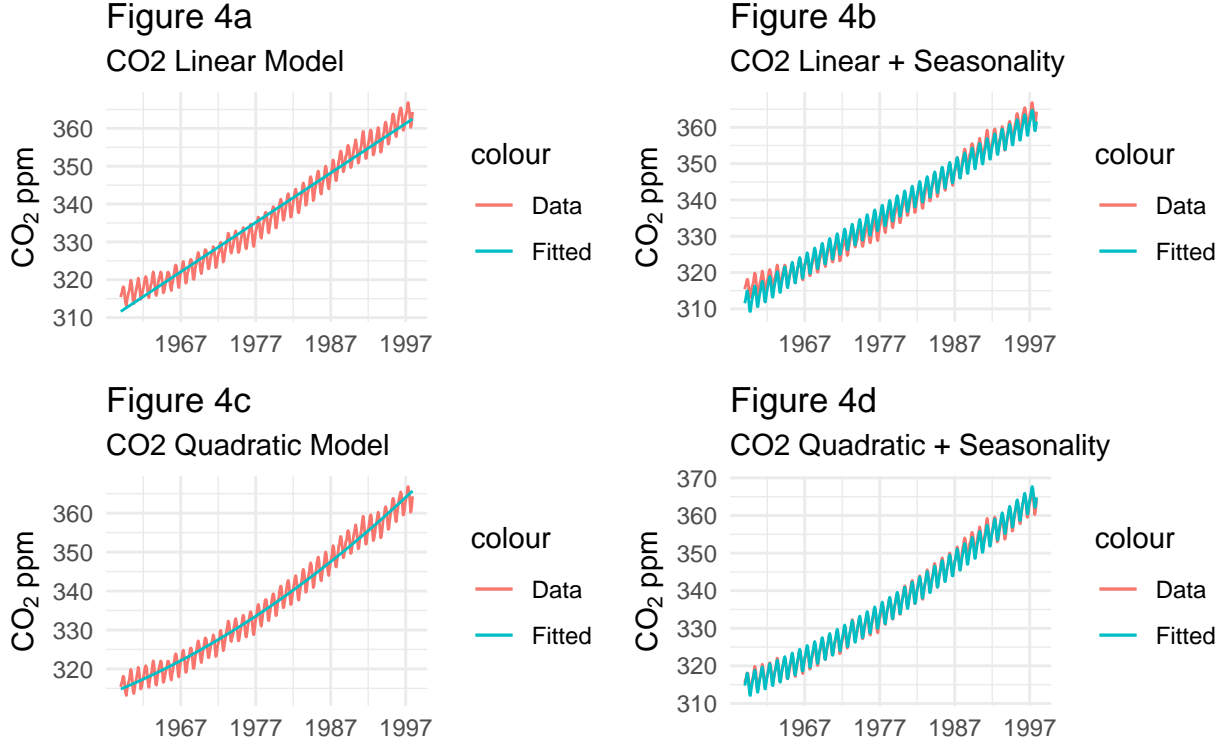 Figure 4a
CO2 Linear Model
CO₂ ppm
360
350
340
330
320
310
1967 1977 1987 1997
colour
Data
Fitted
Figure 4b
CO2 Linear + Seasonality
CO₂ ppm
360
350
340
330
320
310
1967 1977 1987 1997
colour
Data
Fitted
Figure 4c
CO2 Quadratic Model
CO₂ ppm
360
350
340
330
320
1967 1977 1987 1997
colour
Data
Fitted
Figure 4d
CO2 Quadratic + Seasonality
CO₂ ppm
370
360
350
340
330
320
310
1967 1977 1987 1997
colour
Data
Fitted